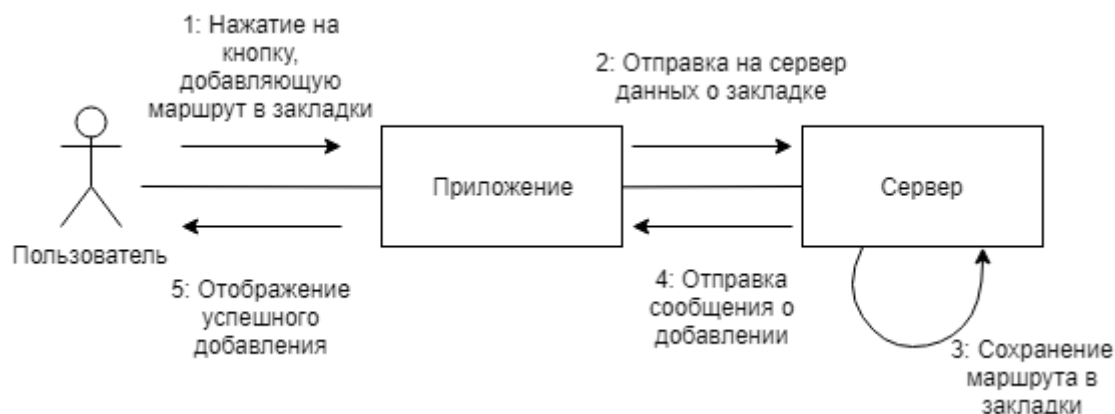 1: Нажатие на
кнопку,
добавляющую
маршрут в закладки
2: Отправка на сервер
данных о закладке
Приложение
Сервер
Пользователь
5: Отображение
успешного
добавления
4: Отправка
сообщения о
добавлении
3: Сохранение
маршрута в
закладки